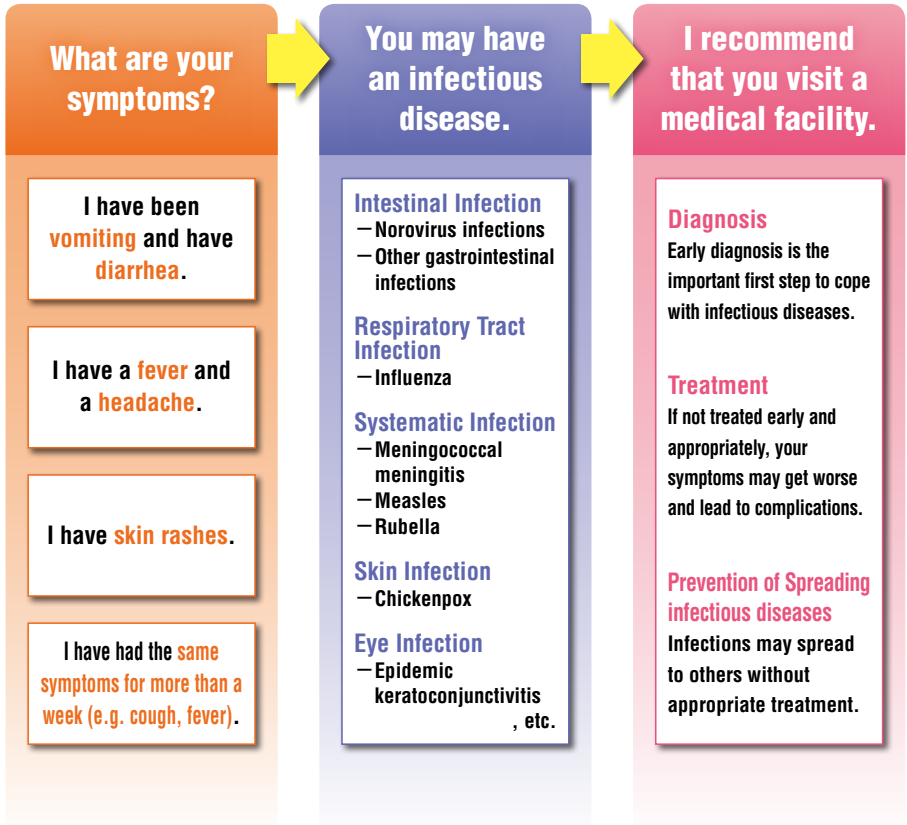 What are your
symptoms?
I have been
vomiting and have
diarrhea.
I have a fever and
a headache.
I have skin rashes.
I have had the same
symptoms for more than a
week (e.g. cough, fever).
You may have
an infectious
disease.
Intestinal Infection
－Norovirus infections
－Other gastrointestinal
infections
Respiratory Tract
Infection
－Influenza
Systematic Infection
－Meningococcal
meningitis
－Measles
－Rubella
Skin Infection
－Chickenpox
Eye Infection
－Epidemic
keratoconjunctivitis
, etc.
I recommend
that you visit a
medical facility.
Diagnosis
Early diagnosis is the
important first step to cope
with infectious diseases.
Treatment
If not treated early and
appropriately, your
symptoms may get worse
and lead to complications.
Prevention of Spreading
infectious diseases
Infections may spread
to others without
appropriate treatment.